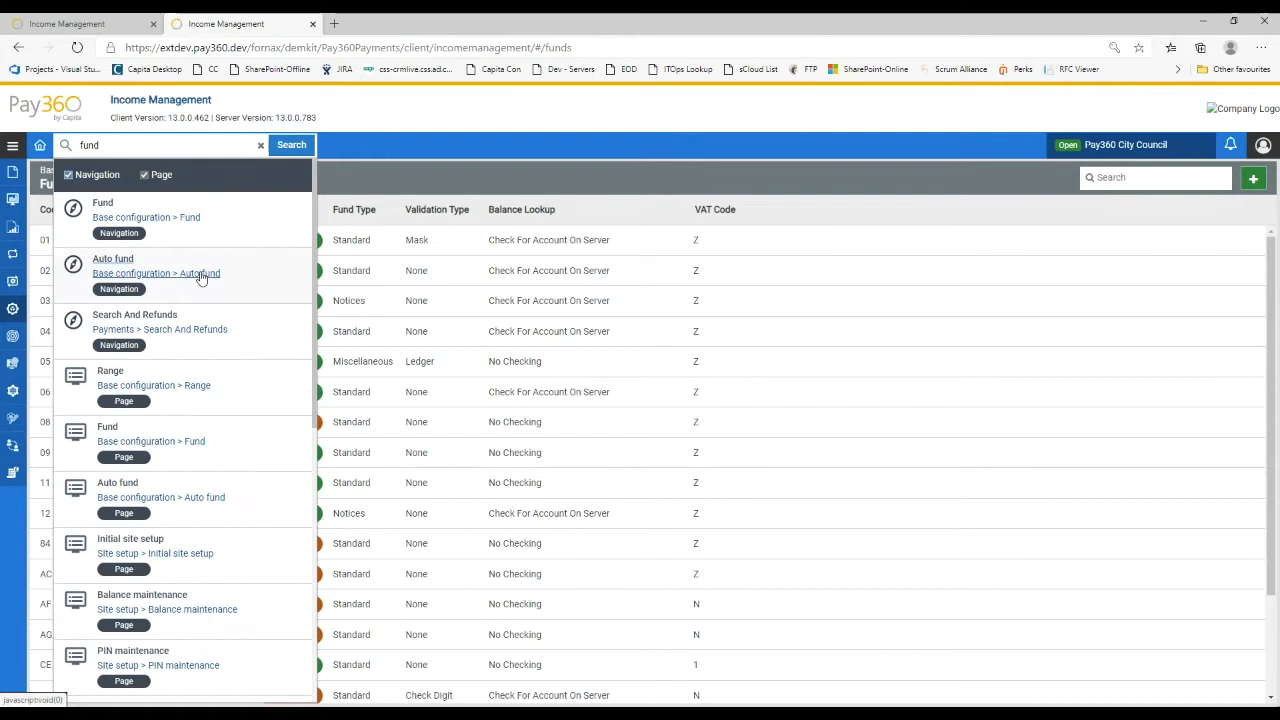 Income Management
Income Management
https://extdev.pay360.dev/fornax/demkit/Pay360Payments/client/incomemanagement/#/funds
Projects - Visual Stu...
Capita Desktop
CC
SharePoint-Offline
JIRA
css-crmlive.css.ad.c...
Capita Con
Dev - Servers
EOD
ITOps Lookup
sCloud List
FTP
SharePoint-Online
Scrum Alliance
Perks
RFC Viewer
Other favourites
Pay360
by Capita
Income Management
Client Version: 13.0.0.462 | Server Version: 13.0.0.783
Company Logo
fund
Search
Open Pay360 City Council
Navigation
Page
Bas
Fu
Search
Co
Fund Type
Validation Type
Balance Lookup
VAT Code
Fund
Base configuration > Fund
Navigation
Auto fund
Base configuration > Auto fund
Navigation
Search And Refunds
Payments > Search And Refunds
Navigation
Range
Base configuration > Range
Page
Fund
Base configuration > Fund
Page
Auto fund
Base configuration > Auto fund
Page
Initial site setup
Site setup > Initial site setup
Page
Balance maintenance
Site setup > Balance maintenance
Page
PIN maintenance
Site setup > PIN maintenance
Page
01 Standard Mask Check For Account On Server Z
02 Standard None Check For Account On Server Z
03 Notices None Check For Account On Server Z
04 Standard None Check For Account On Server Z
05 Miscellaneous Ledger No Checking Z
06 Standard None Check For Account On Server Z
08 Standard None No Checking Z
09 Standard None No Checking Z
11 Standard None No Checking Z
12 Notices None Check For Account On Server Z
84 Standard None No Checking Z
AC Standard None No Checking Z
AF Standard None No Checking N
AG Standard None No Checking N
CE Standard None No Checking 1
Standard Check Digit Check For Account On Server N
javascript:void(0)